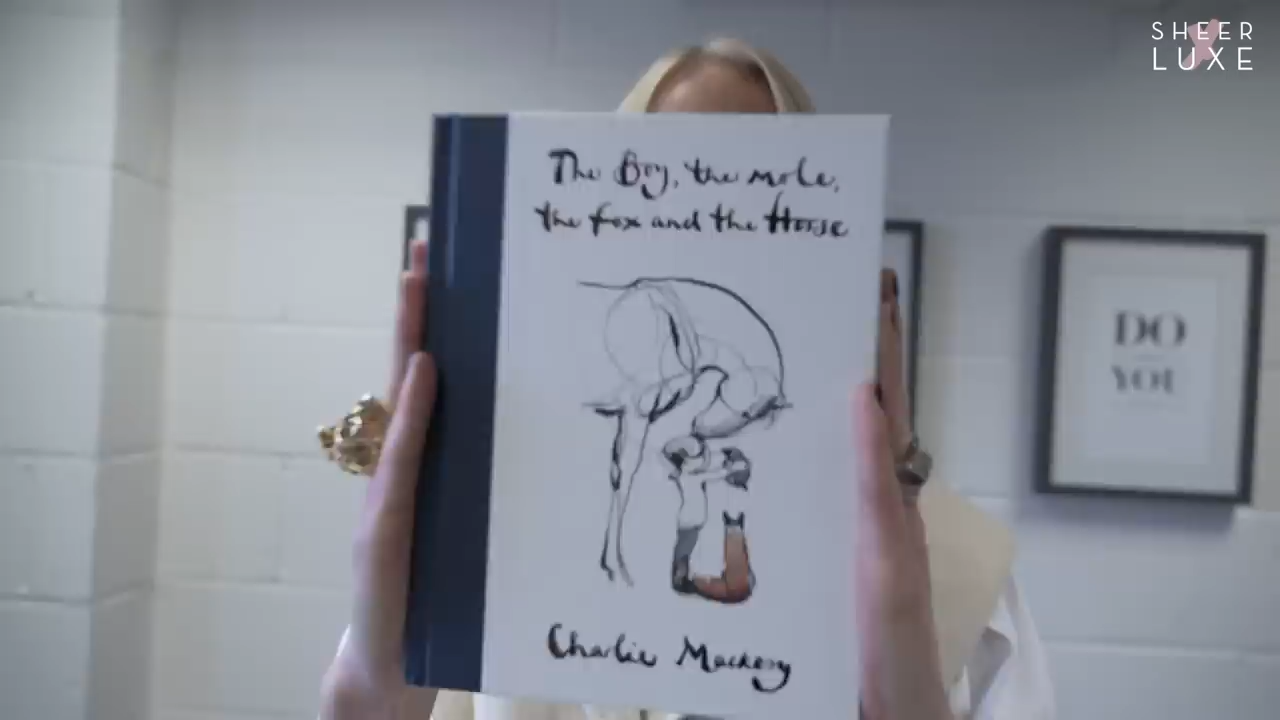 SHEER
LUXE
The Boy, the mole,
the fox and the Horse
Charlie Mackesy
DO
YOU